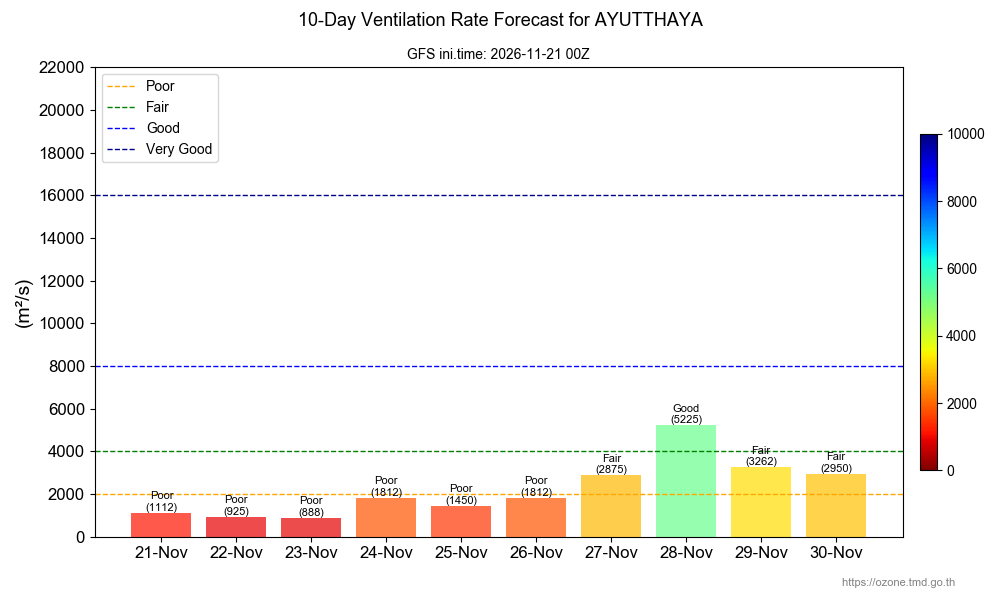 10-Day Ventilation Rate Forecast for AYUTTHAYA
GFS ini.time: 2026-11-21 00Z
(m²/s)
22000
20000
18000
16000
14000
12000
10000
8000
6000
4000
2000
0
Poor
Fair
Good
Very Good
Poor
(1112)
Poor
(925)
Poor
(888)
Poor
(1812)
Poor
(1450)
Poor
(1812)
Fair
(2875)
Good
(5225)
Fair
(3262)
Fair
(2950)
21-Nov 22-Nov 23-Nov 24-Nov 25-Nov 26-Nov 27-Nov 28-Nov 29-Nov 30-Nov
10000
8000
6000
4000
2000
0
https://ozone.tmd.go.th